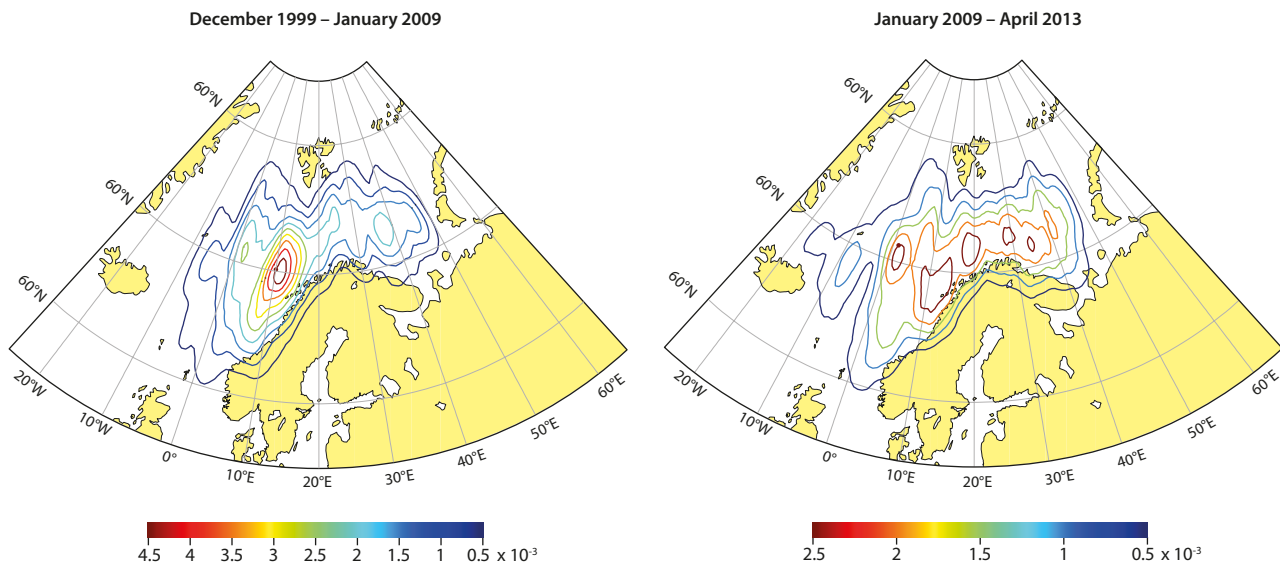 December 1999 – January 2009
60°N
60°N
60°N
20°W
10°W
0°
10°E
20°E
30°E
40°E
50°E
60°E
4.5 4 3.5 3 2.5 2 1.5 1 0.5 x 10-3
January 2009 – April 2013
60°N
60°N
60°N
20°W
10°W
0°
10°E
20°E
30°E
40°E
50°E
60°E
2.5 2 1.5 1 0.5 x 10-3